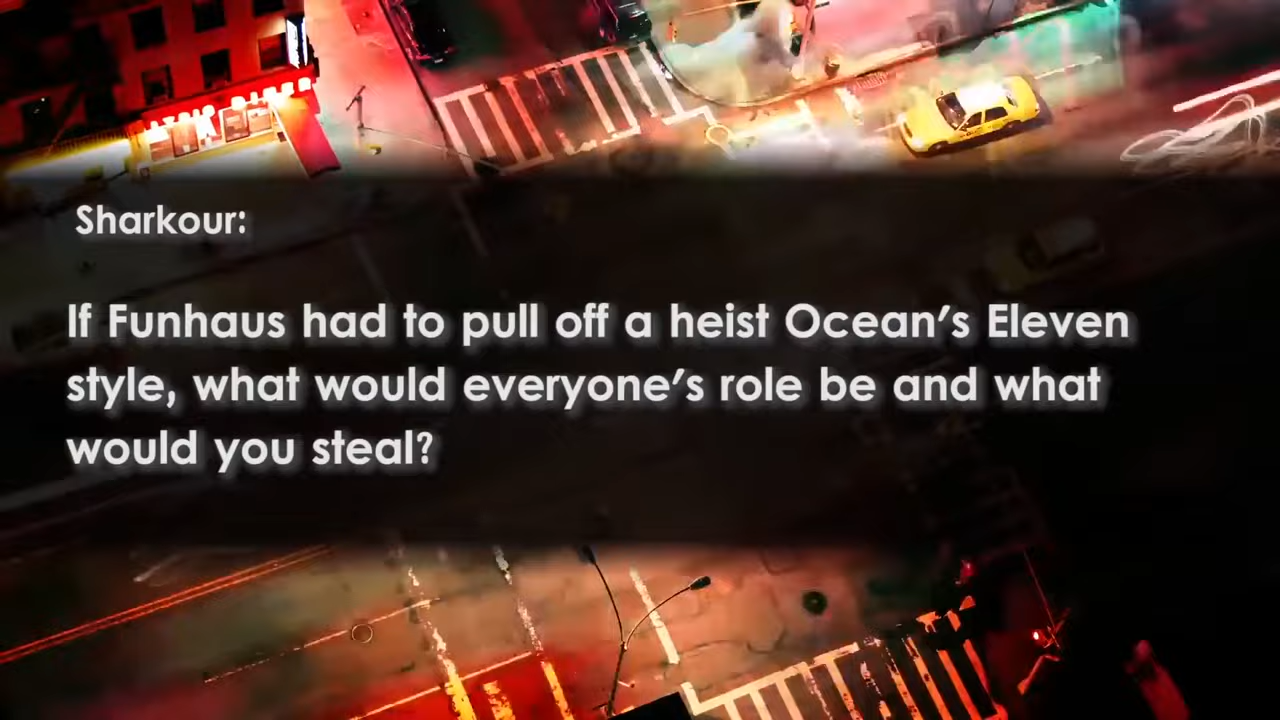 Sharkour:
If Funhaus had to pull off a heist Ocean's Eleven
style, what would everyone's role be and what
would you steal?